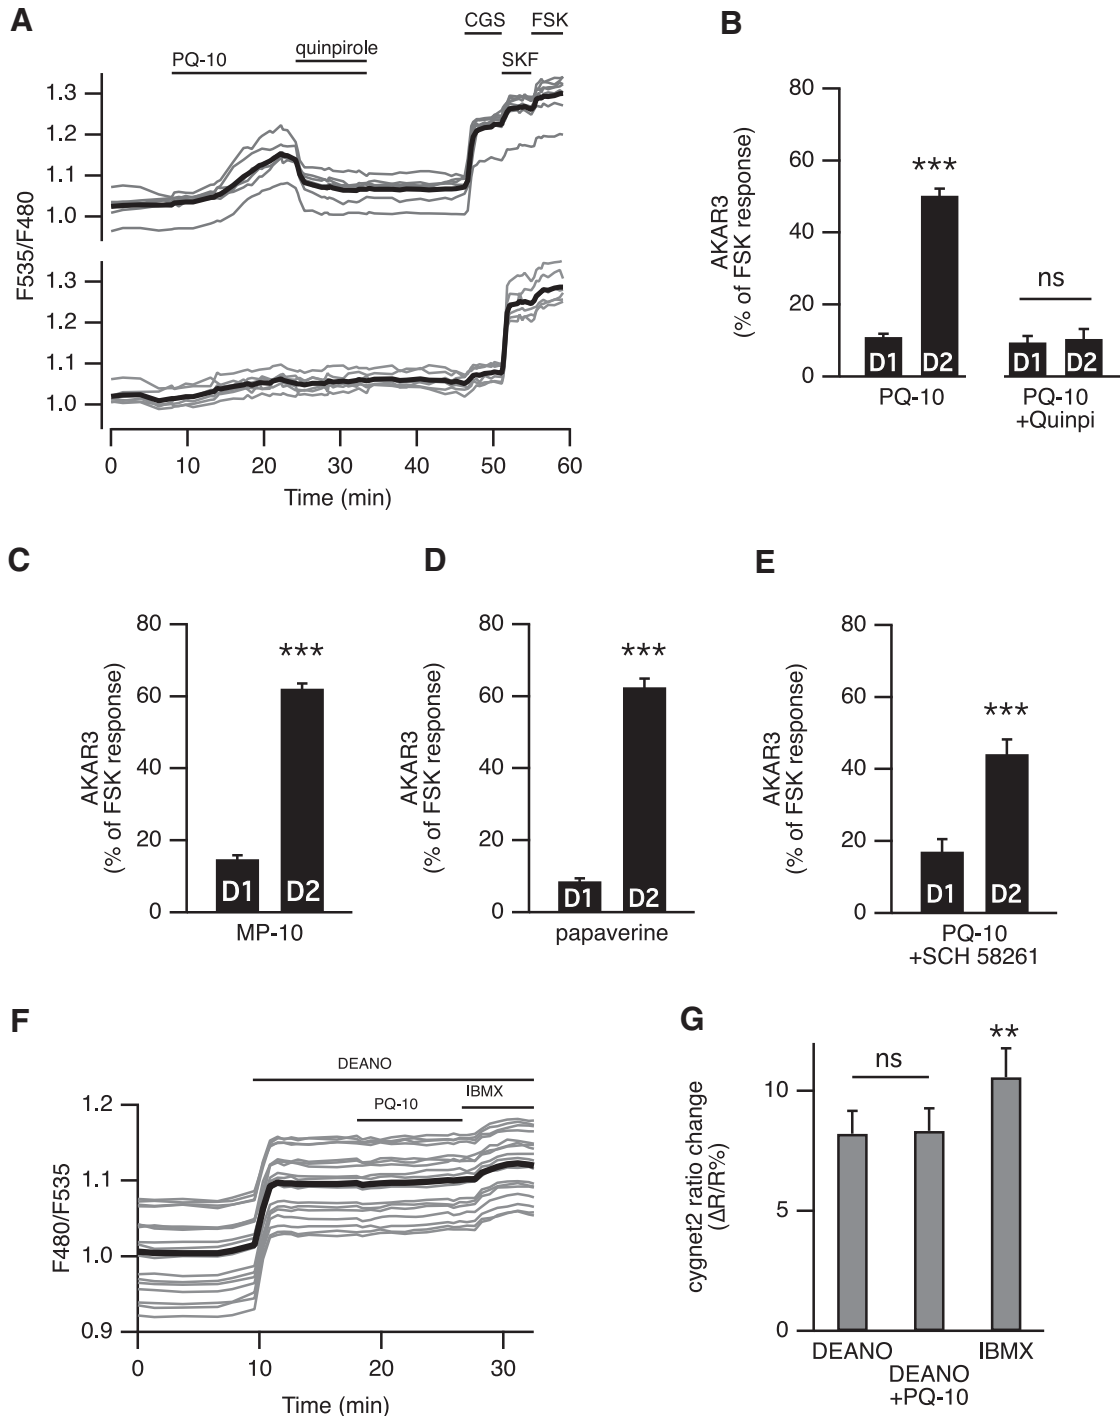 A
CGS
FSK
quinpirole
PQ-10
SKF
1.3
1.2
1.1
1.0
1.3
1.2
1.1
1.0
F535/F480
0 10 20 30 40 50 60
Time (min)
B
80
60
40
20
0
AKAR3
(% of FSK response)
***
ns
D1 D2 D1 D2
PQ-10
PQ-10
+Quinpi
C
80
60
40
20
0
AKAR3
(% of FSK response)
***
D1 D2
MP-10
D
80
60
40
20
0
AKAR3
(% of FSK response)
***
D1 D2
papaverine
E
80
60
40
20
0
AKAR3
(% of FSK response)
***
D1 D2
PQ-10
+SCH 58261
F
DEANO
PQ-10
IBMX
1.2
1.1
1.0
0.9
F480/F535
0 10 20 30
Time (min)
G
**
ns
10
5
0
cygnet2 ratio change
(ΔR/R%)
DEANO
DEANO
+PQ-10
IBMX